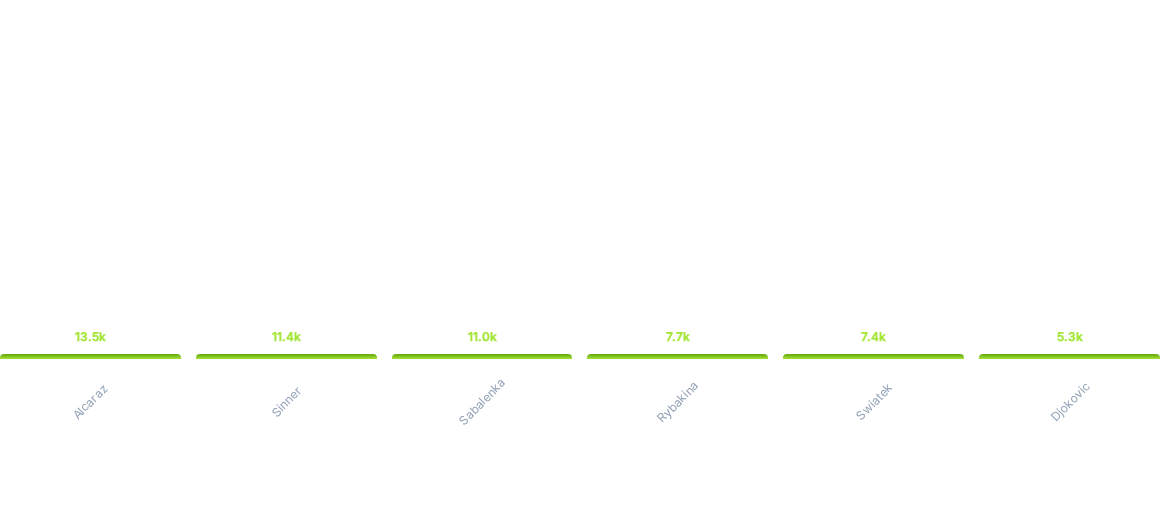 13.5k
11.4k
11.0k
7.7k
7.4k
5.3k
Alcaraz
Sinner
Sabalenka
Rybakina
Swiatek
Djokovic